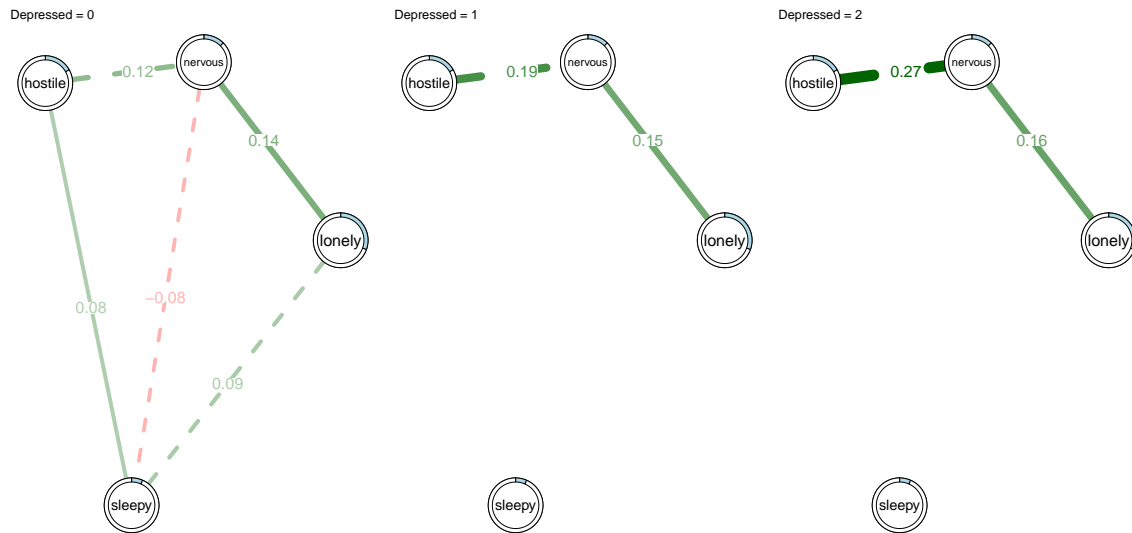 Depressed = 0
hostile
nervous
0.12
0.14
lonely
0.08
−0.08
0.09
sleepy
Depressed = 1
hostile
nervous
0.19
0.15
lonely
sleepy
Depressed = 2
hostile
nervous
0.27
0.16
lonely
sleepy